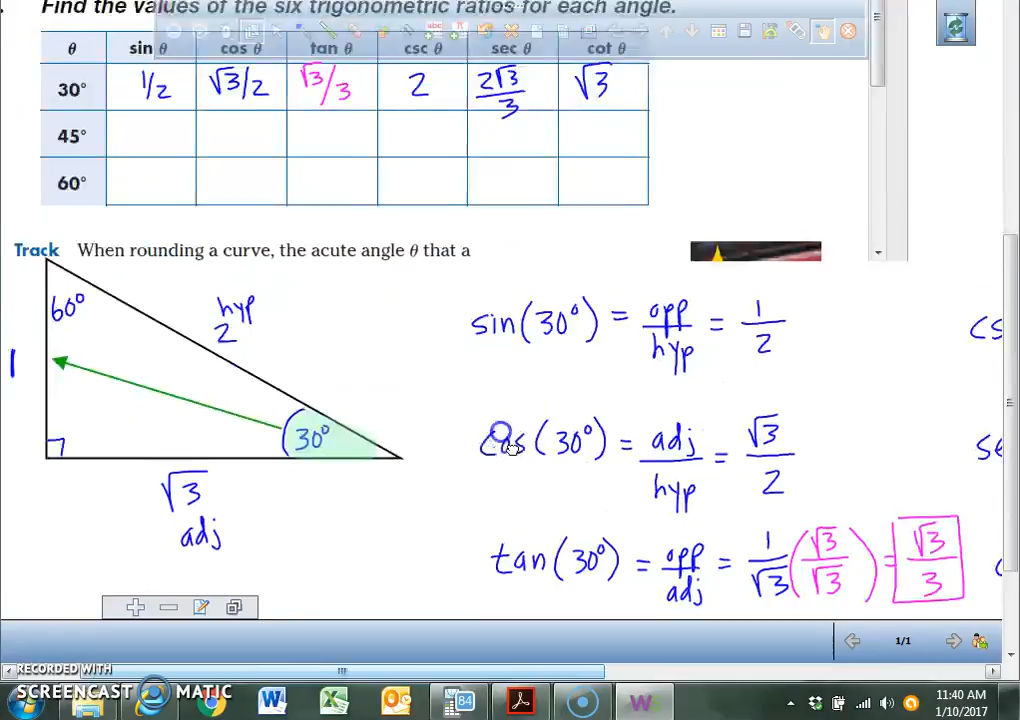 Find the values of the six trigonometric ratios for each angle.
θ sin θ cos θ tan θ csc θ sec θ cot θ
30° 1/2 √3/2 √3/3 2 2√3/3 √3
45°
60°
Track When rounding a curve, the acute angle θ that a
60°
hyp
2
1
30°
√3
adj
sin(30°) = opp/hyp = 1/2
cs
cos(30°) = adj/hyp = √3/2
se
tan(30°) = opp/adj = 1/√3 (√3/√3) = √3/3
1/1
RECORDED WITH
SCREENCAST MATIC
84
W
11:40 AM
1/10/2017